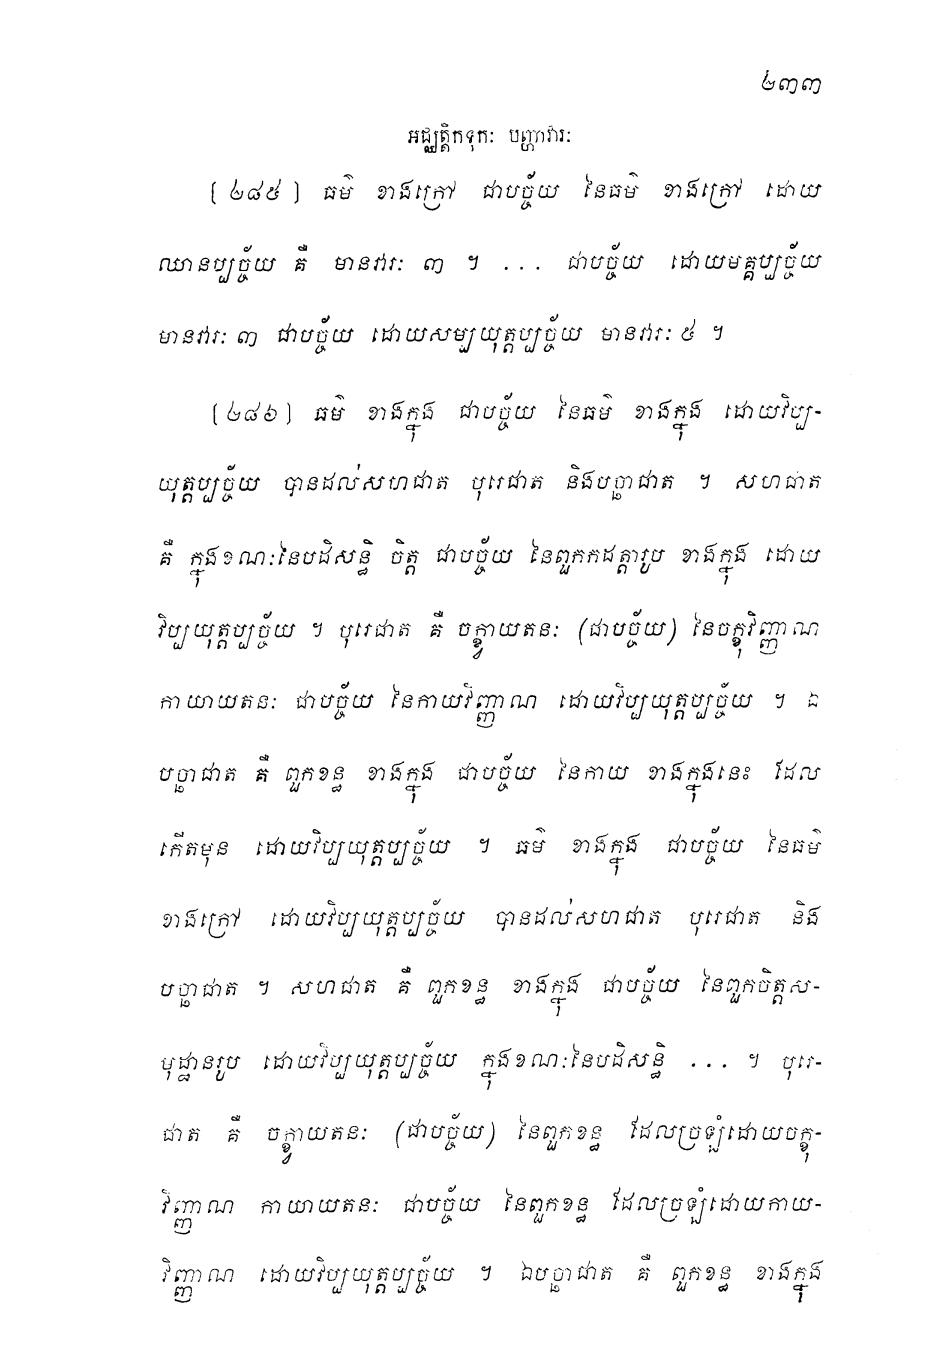 ២៣៣
អជ្ឈត្តិកទុកៈ បញ្ហាវារៈ
[២៨៥] ធម៌ ខាងក្រៅ ជាបច្ច័យ នៃធម៌ ខាងក្រៅ ដោយ
ឈានប្បច្ច័យ គឺ មានវារៈ ៣ ។ ... ជាបច្ច័យ ដោយមគ្គប្បច្ច័យ
មានវារៈ ៣ ជាបច្ច័យ ដោយសម្បយុត្តប្បច្ច័យ មានវារៈ ៥ ។
[២៨៦] ធម៌ ខាងក្នុង ជាបច្ច័យ នៃធម៌ ខាងក្នុង ដោយវិប្ប-
យុត្តប្បច្ច័យ បានដល់សហជាត បុរេជាត និងបច្ឆាជាត ។ សហជាត
គឺ ក្នុងខណៈនៃបដិសន្ធិ ចិត្ត ជាបច្ច័យ នៃពួកកដត្តារូប ខាងក្នុង ដោយ
វិប្បយុត្តប្បច្ច័យ ។ បុរេជាត គឺ ចក្ខ្វាយតនៈ (ជាបច្ច័យ) នៃចក្ខុវិញ្ញាណ
កាយាយតនៈ ជាបច្ច័យ នៃកាយវិញ្ញាណ ដោយវិប្បយុត្តប្បច្ច័យ ។ ឯ
បច្ឆាជាត គឺ ពួកខន្ធ ខាងក្នុង ជាបច្ច័យ នៃកាយ ខាងក្នុងនេះ ដែល
កើតមុន ដោយវិប្បយុត្តប្បច្ច័យ ។ ធម៌ ខាងក្នុង ជាបច្ច័យ នៃធម៌
ខាងក្រៅ ដោយវិប្បយុត្តប្បច្ច័យ បានដល់សហជាត បុរេជាត និង
បច្ឆាជាត ។ សហជាត គឺ ពួកខន្ធ ខាងក្នុង ជាបច្ច័យ នៃពួកចិត្តស-
មុដ្ឋានរូប ដោយវិប្បយុត្តប្បច្ច័យ ក្នុងខណៈនៃបដិសន្ធិ ... ។ បុរេ-
ជាត គឺ ចក្ខ្វាយតនៈ (ជាបច្ច័យ) នៃពួកខន្ធ ដែលច្រឡំដោយចក្ខុ-
វិញ្ញាណ កាយាយតនៈ ជាបច្ច័យ នៃពួកខន្ធ ដែលច្រឡំដោយកាយ-
វិញ្ញាណ ដោយវិប្បយុត្តប្បច្ច័យ ។ ឯបច្ឆាជាត គឺ ពួកខន្ធ ខាងក្នុង